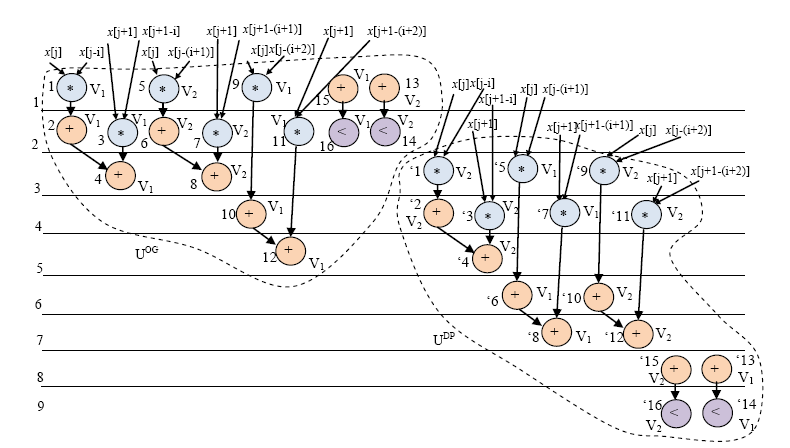 x[j+1] x[j+1-i] x[j+1] x[j+1-(i+1)] x[j+1] x[j+1-(i+2)]
x[j] x[j-i] x[j] x[j-(i+1)] x[j]x[j-(i+2)]
1 * V1 5 * V2 9 * V1 + V1 + 13
15 V2
x[j]x[j-i] x[j] x[j-(i+1)]
x[j+1-i]
1
2 + V1 3 * V1 6 + V2 7 * V2 V1 11 * < V1 16 < V2 14
x[j+1] x[j+1]x[j+1-(i+1)] x[j] x[j-(i+2)]
2
4 + V1 8 + V2 ‘1 * V2 ‘5 * V1 ‘9 * V2 x[j+1] x[j+1-(i+2)]
3
10 + V1 ‘2 + V2 ‘3 * V2 ‘7 * V1 ‘11 * V2
4
12 + V1 ‘4 + V2
UOG
5
‘6 + V1 ‘10 + V2
6
‘8 + V1 ‘12 + V2
UDP
7
‘15 + V2 + ‘13 V1
8
‘16 < V2 < ‘14 V1
9